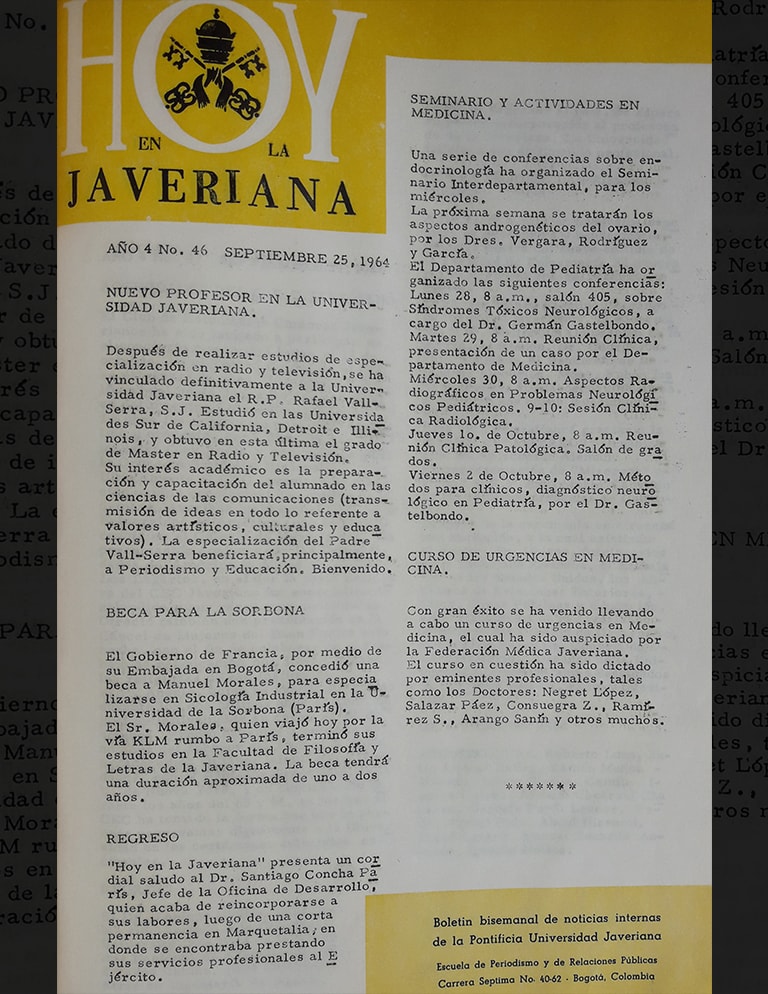 HOY
EN LA
JAVERIANA
AÑO 4 No. 46 SEPTIEMBRE 25, 1964
NUEVO PROFESOR EN LA UNIVER-
SIDAD JAVERIANA.
Después de realizar estudios de espe-
cialización en radio y televisión, se ha
vinculado definitivamente a la Univer-
sidad Javeriana el R.P. Rafael Vall-
Serra, S.J. Estudió en las Universida
des Sur de California, Detroit e Illi-
nois, y obtuvo en esta última el grado
de Master en Radio y Televisión.
Su interés académico es la prepara-
ción y capacitación del alumnado en las
ciencias de las comunicaciones (trans-
misión de ideas en todo lo referente a
valores artísticos, culturales y educa
tivos). La especialización del Padre
Vall-Serra beneficiará, principalmente,
a Periodismo y Educación. Bienvenido.
BECA PARA LA SORBONA
El Gobierno de Francia, por medio de
su Embajada en Bogotá, concedió una
beca a Manuel Morales, para especia
lizarse en Sicología Industrial en la U-
niversidad de la Sorbona (París).
El Sr. Morales, quien viajó hoy por la
vía KLM rumbo a París, terminó sus
estudios en la Facultad de Filosofía y
Letras de la Javeriana. La beca tendrá
una duración aproximada de uno a dos
años.
REGRESO
"Hoy en la Javeriana" presenta un cor
dial saludo al Dr. Santiago Concha Pa
rís, Jefe de la Oficina de Desarrollo,
quien acaba de reincorporarse a
sus labores, luego de una corta
permanencia en Marquetalia, en
donde se encontraba prestando
sus servicios profesionales al E
jército.
SEMINARIO Y ACTIVIDADES EN
MEDICINA.
Una serie de conferencias sobre en-
docrinología ha organizado el Semi-
nario Interdepartamental, para los
miércoles.
La próxima semana se tratarán los
aspectos androgenéticos del ovario,
por los Dres. Vergara, Rodríguez
y García.
El Departamento de Pediatría ha or
ganizado las siguientes conferencias:
Lunes 28, 8 a.m., salón 405, sobre
Síndromes Tóxicos Neurológicos, a
cargo del Dr. Germán Gastelbondo.
Martes 29, 8 a.m. Reunión Clínica,
presentación de un caso por el De-
partamento de Medicina.
Miércoles 30, 8 a.m. Aspectos Ra-
diográficos en Problemas Neurológi
cos Pediátricos. 9-10: Sesión Clíni-
ca Radiológica.
Jueves 1o. de Octubre, 8 a.m. Reu-
nión Clínica Patológica. Salón de gra
dos.
Viernes 2 de Octubre, 8 a.m. Méto
dos para clínicos, diagnóstico neuro
lógico en Pediatría, por el Dr. Gas-
telbondo.
CURSO DE URGENCIAS EN MEDI-
CINA.
Con gran éxito se ha venido llevando
a cabo un curso de urgencias en Me-
dicina, el cual ha sido auspiciado por
la Federación Médica Javeriana.
El curso en cuestión ha sido dictado
por eminentes profesionales, tales
como los Doctores: Negret López,
Salazar Páez, Consuegra Z., Ramí-
rez S., Arango Sanín y otros muchos.
*******
Boletín bisemanal de noticias internas
de la Pontificia Universidad Javeriana
Escuela de Periodismo y de Relaciones Públicas
Carrera Septima No. 40-62 - Bogotá, Colombia